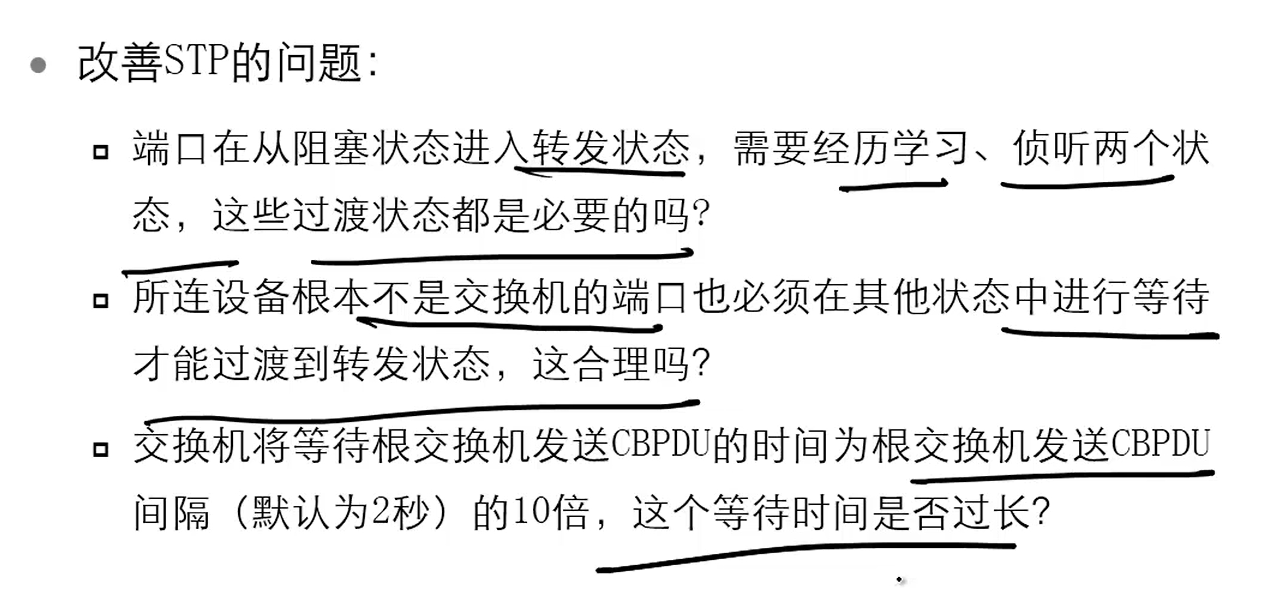 改善STP的问题：
端口在从阻塞状态进入转发状态，需要经历学习、侦听两个状
态，这些过渡状态都是必要的吗？
所连设备根本不是交换机的端口也必须在其他状态中进行等待
才能过渡到转发状态，这合理吗？
交换机将等待根交换机发送CBPDU的时间为根交换机发送CBPDU
间隔（默认为2秒）的10倍，这个等待时间是否过长？